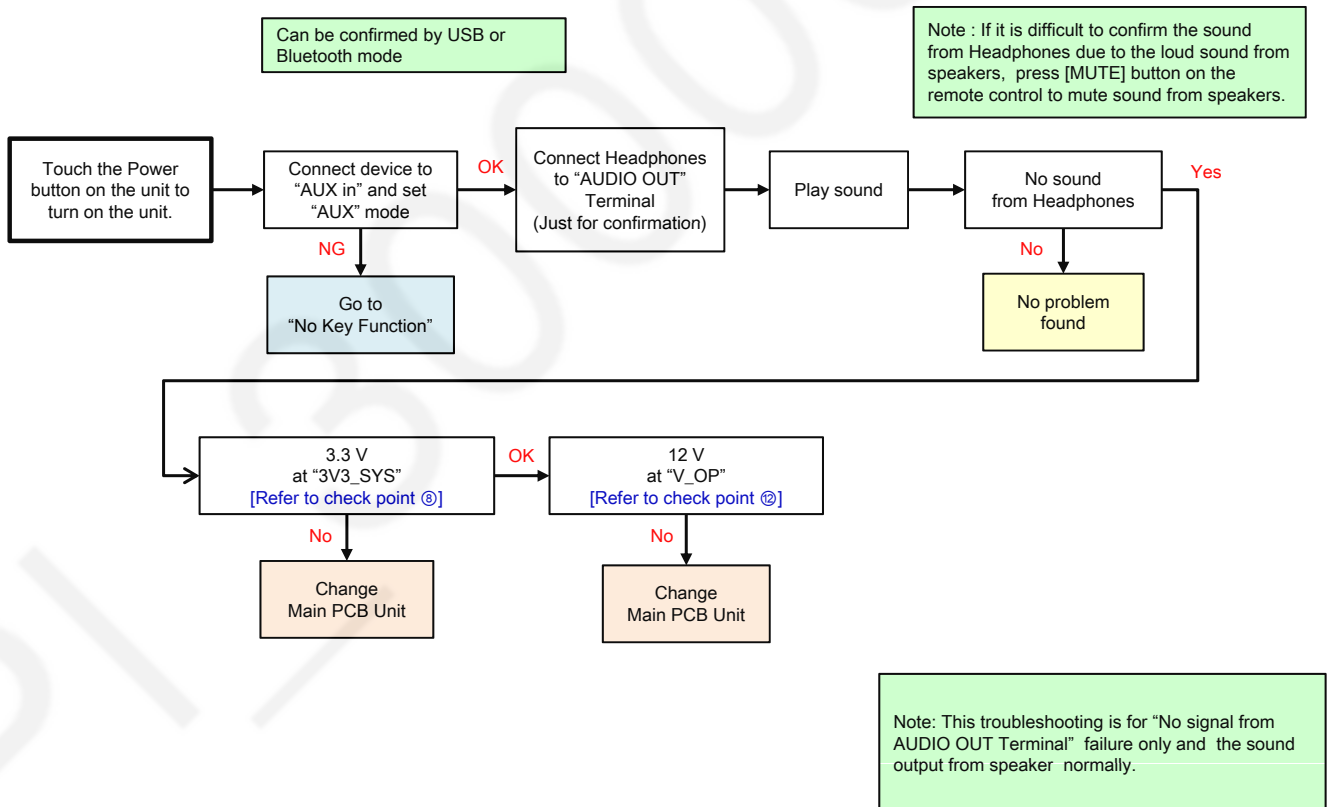 Can be confirmed by USB or
Bluetooth mode
Note : If it is difficult to confirm the sound
from Headphones due to the loud sound from
speakers, press [MUTE] button on the
remote control to mute sound from speakers.
Touch the Power
button on the unit to
turn on the unit.
Connect device to
“AUX in” and set
“AUX” mode
OK
Connect Headphones
to “AUDIO OUT”
Terminal
(Just for confirmation)
Play sound
No sound
from Headphones
Yes
NG
No
Go to
“No Key Function”
No problem
found
3.3 V
at “3V3_SYS”
[Refer to check point ⑧]
OK
12 V
at “V_OP”
[Refer to check point ⑫]
No
No
Change
Main PCB Unit
Change
Main PCB Unit
Note: This troubleshooting is for “No signal from
AUDIO OUT Terminal” failure only and the sound
output from speaker normally.